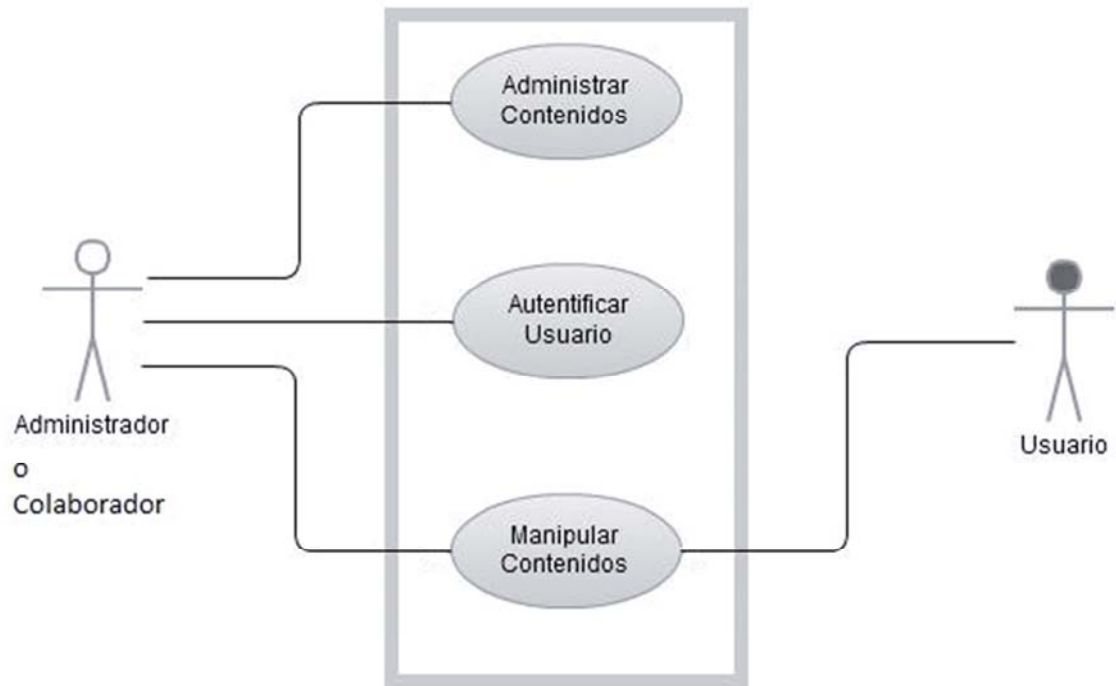 Administrar
Contenidos
Autentificar
Usuario
Administrador
o
Colaborador
Usuario
Manipular
Contenidos